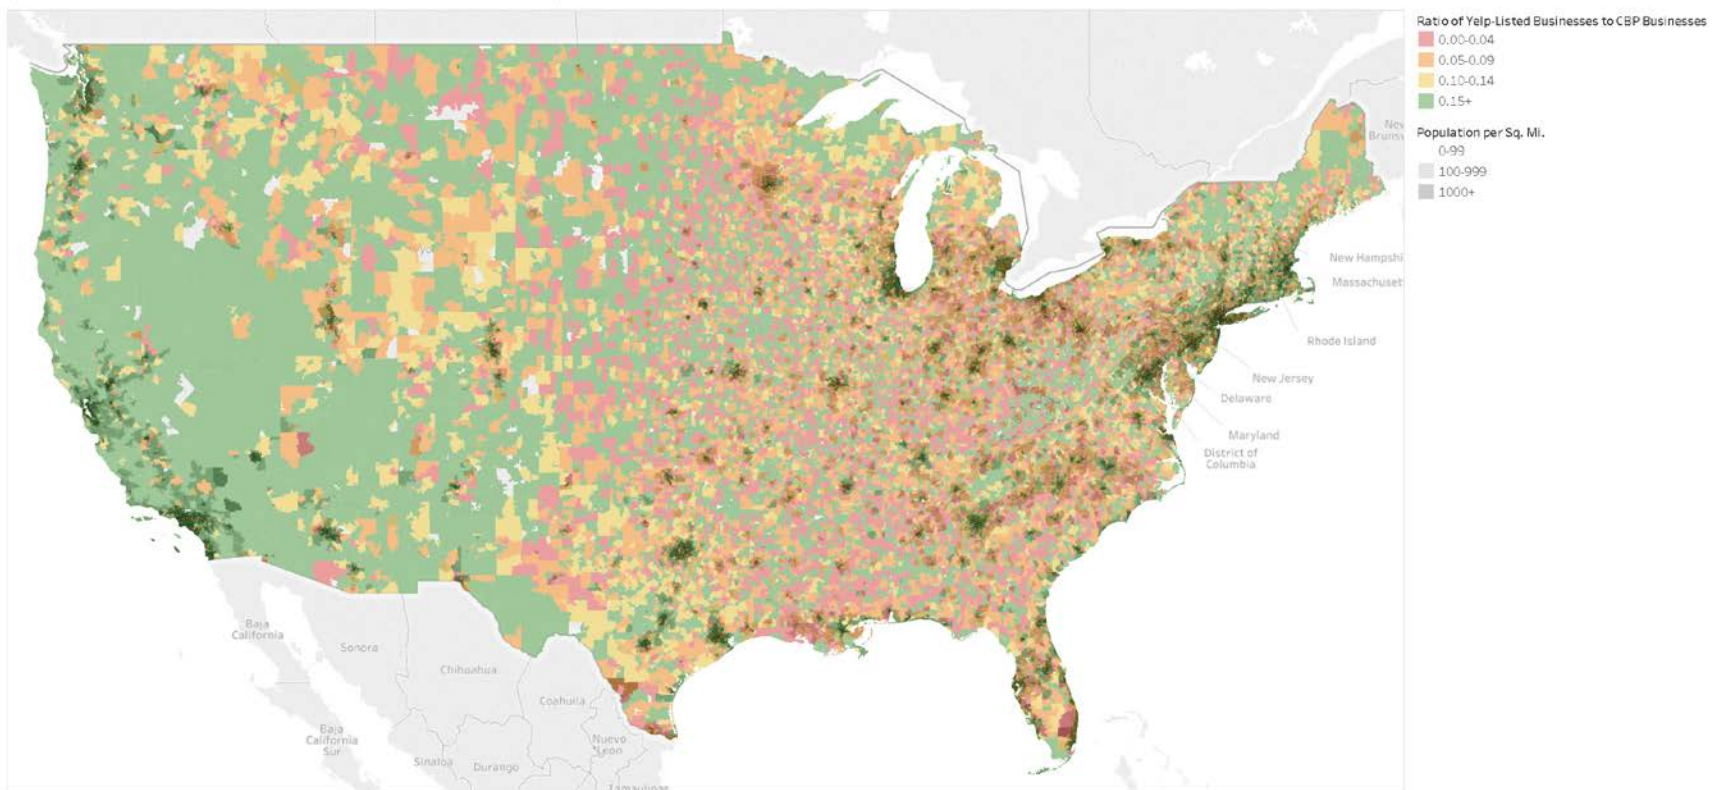 Ratio of Yelp-Listed Businesses to CBP Businesses
0.00-0.04
0.05-0.09
0.10-0.14
0.15+
Population per Sq. Mi.
0-99
100-999
1000+
New
New Hampshi
Massachuset
Rhode Island
New Jersey
Delaware
Maryland
District of
Columbia
Baja
California
Sonora
Chihuahua
Coahuila
Baja
California
Sur
Nuevo
Leon
Sinaloa
Durango
Tamaulipas